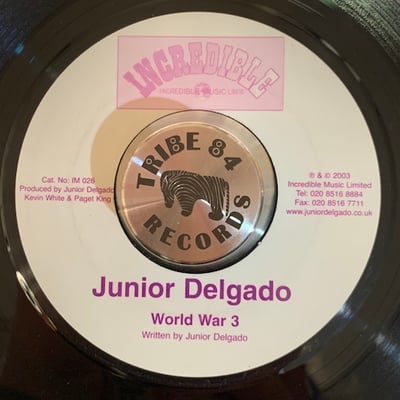 INCREDIBLE
INCREDIBLE MUSIC LIM'D
Cat. No: IM 026
Produced by Junior Delgado
Kevin White & Paget King
TRIBE 84
RECORDS
℗ & © 2003
Incredible Music Limited
Tel: 020 8516 8884
Fax: 020 8516 7711
www.juniordelgado.co.uk
Junior Delgado
World War 3
Written by Junior Delgado